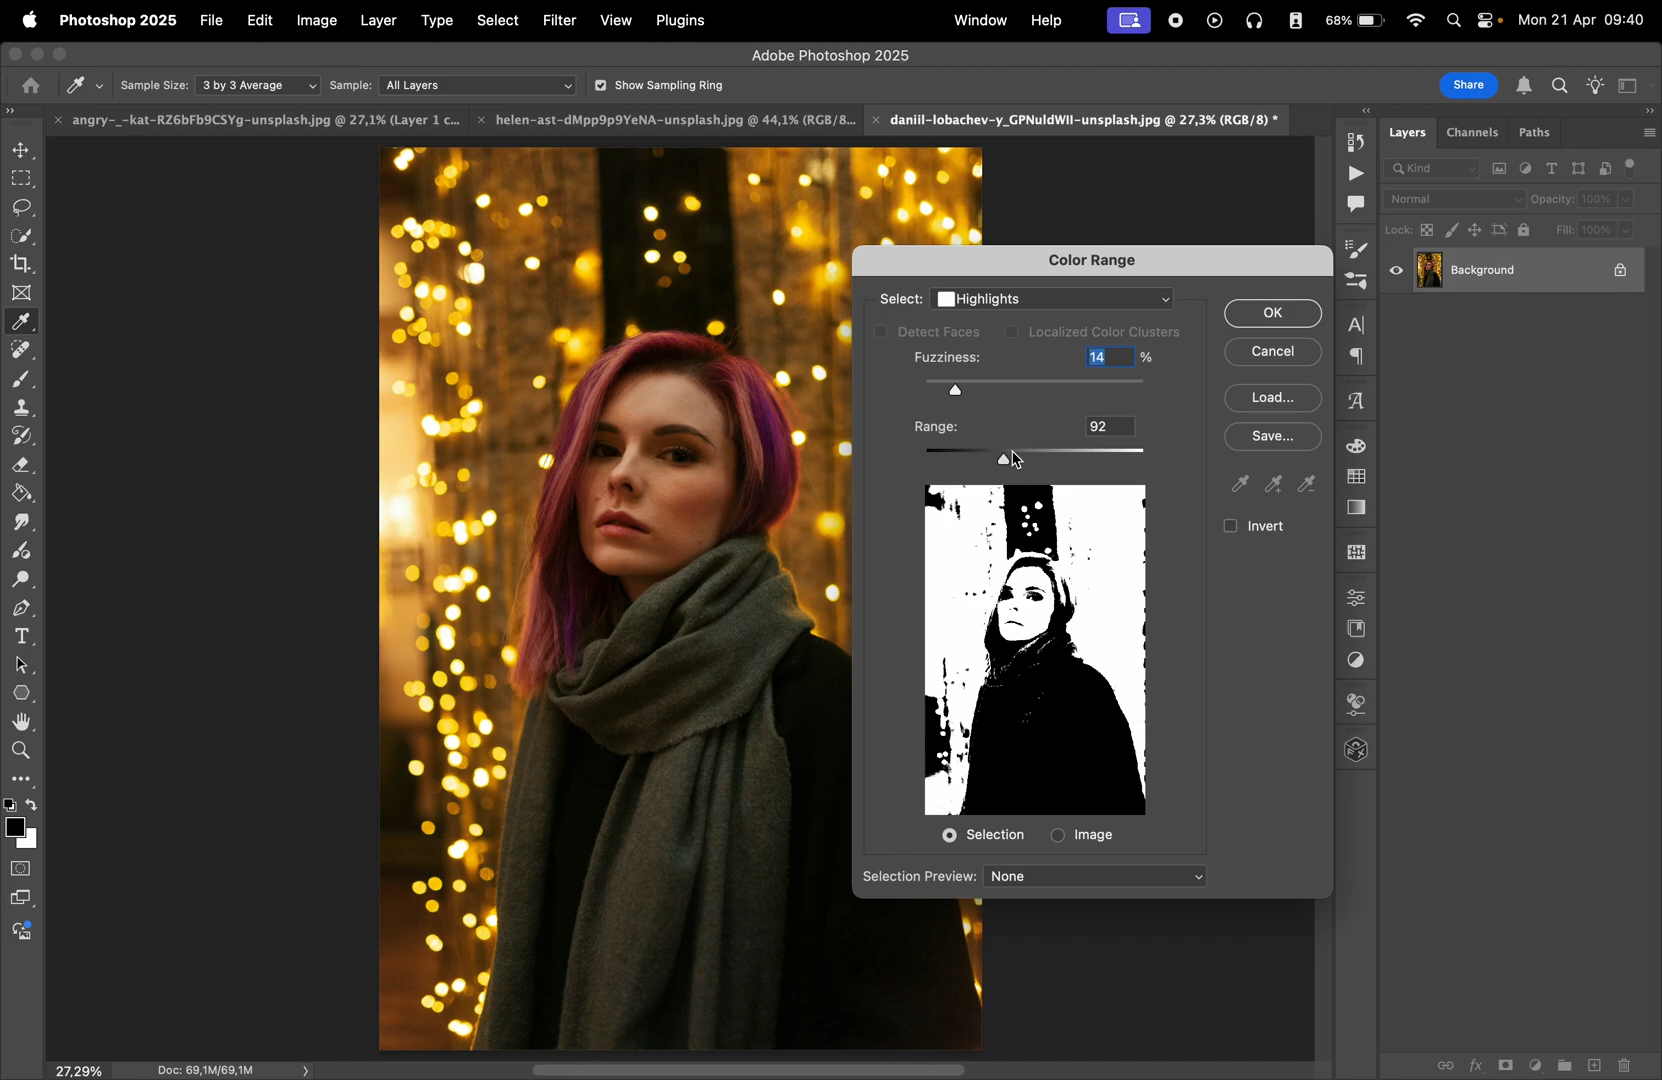 Photoshop 2025 File Edit Image Layer Type Select Filter View Plugins Window Help 68% Mon 21 Apr 09:40
Adobe Photoshop 2025
Sample Size: 3 by 3 Average Sample: All Layers Show Sampling Ring Share
angry-_-kat-RZ6bFb9CSYg-unsplash.jpg @ 27,1% (Layer 1 c... helen-ast-dMpp9p9YeNA-unsplash.jpg @ 44,1% (RGB/8... daniil-lobachev-y_GPNuldWII-unsplash.jpg @ 27,3% (RGB/8) *
Layers Channels Paths
Kind
Normal Opacity: 100%
Lock: Fill: 100%
Background
Color Range
Select: Highlights
OK
Detect Faces Localized Color Clusters
Fuzziness: 14 %
Cancel
Load...
Range: 92
Save...
Invert
Selection Image
Selection Preview: None
27,29% Doc: 69,1M/69,1M